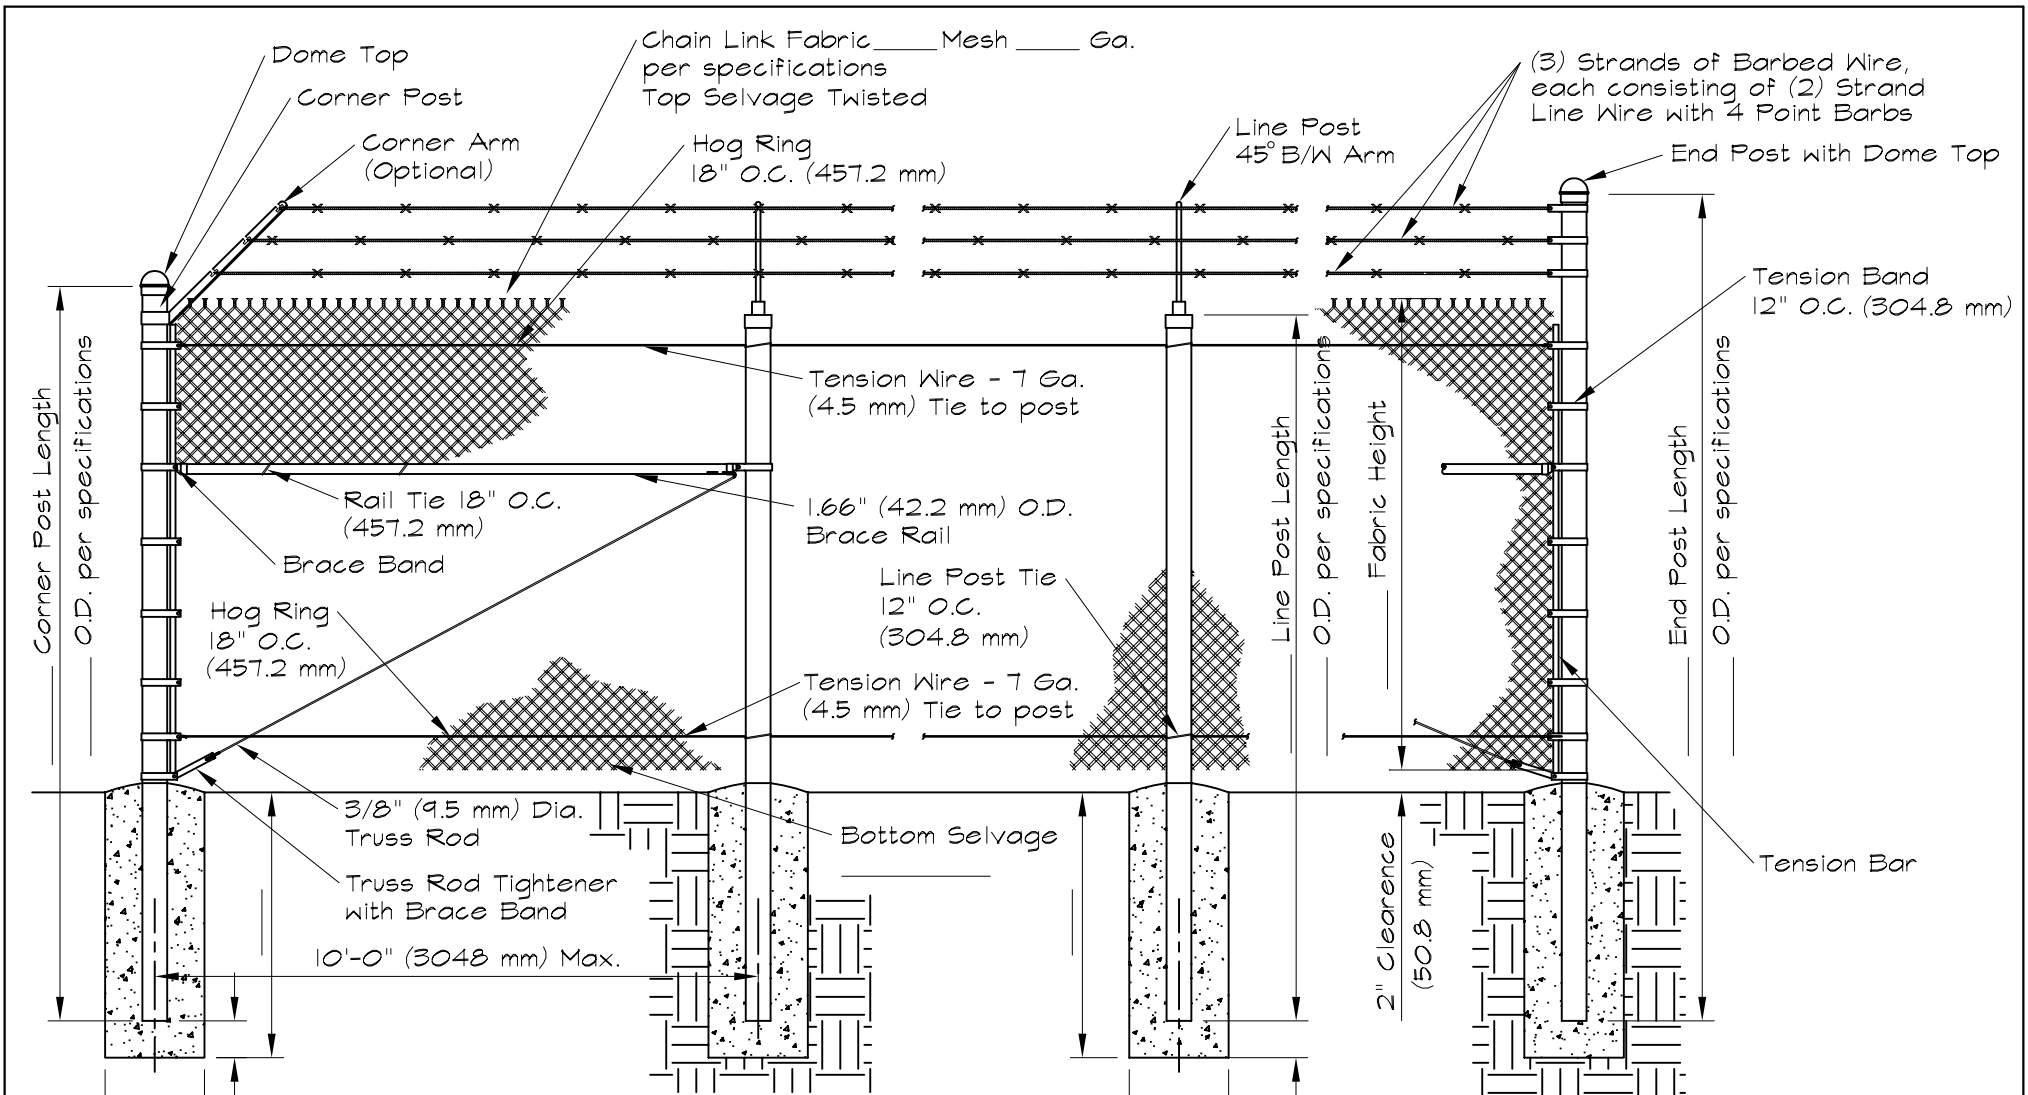 Dome Top
Corner Post
Corner Arm
(Optional)
Chain Link Fabric____ Mesh ____ Ga.
per specifications
Top Selvage Twisted
Hog Ring
18" O.C. (457.2 mm)
Line Post
45° B/W Arm
(3) Strands of Barbed Wire,
each consisting of (2) Strand
Line Wire with 4 Point Barbs
End Post with Dome Top
Tension Band
12" O.C. (304.8 mm)
Tension Wire - 7 Ga.
(4.5 mm) Tie to post
Rail Tie 18" O.C.
(457.2 mm)
1.66" (42.2 mm) O.D.
Brace Rail
Brace Band
Line Post Tie
12" O.C.
(304.8 mm)
Hog Ring
18" O.C.
(457.2 mm)
Tension Wire - 7 Ga.
(4.5 mm) Tie to post
Corner Post Length
O.D. per specifications
Line Post Length
O.D. per specifications
Fabric Height
End Post Length
O.D. per specifications
3/8" (9.5 mm) Dia.
Truss Rod
Bottom Selvage
Truss Rod Tightener
with Brace Band
Tension Bar
10'-0" (3048 mm) Max.
2" Clearence
(50.8 mm)